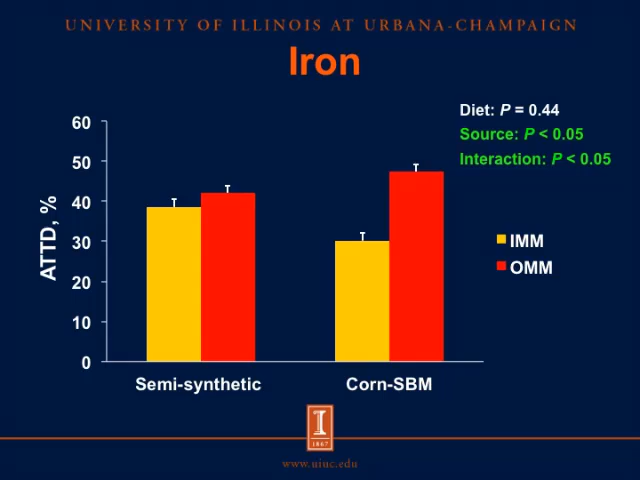 UNIVERSITY OF ILLINOIS AT URBANA-CHAMPAIGN
Iron
Diet: P = 0.44
Source: P < 0.05
Interaction: P < 0.05
60
50
40
30
20
10
0
ATTD, %
IMM
OMM
Semi-synthetic
Corn-SBM
I
1867
www.uiuc.edu